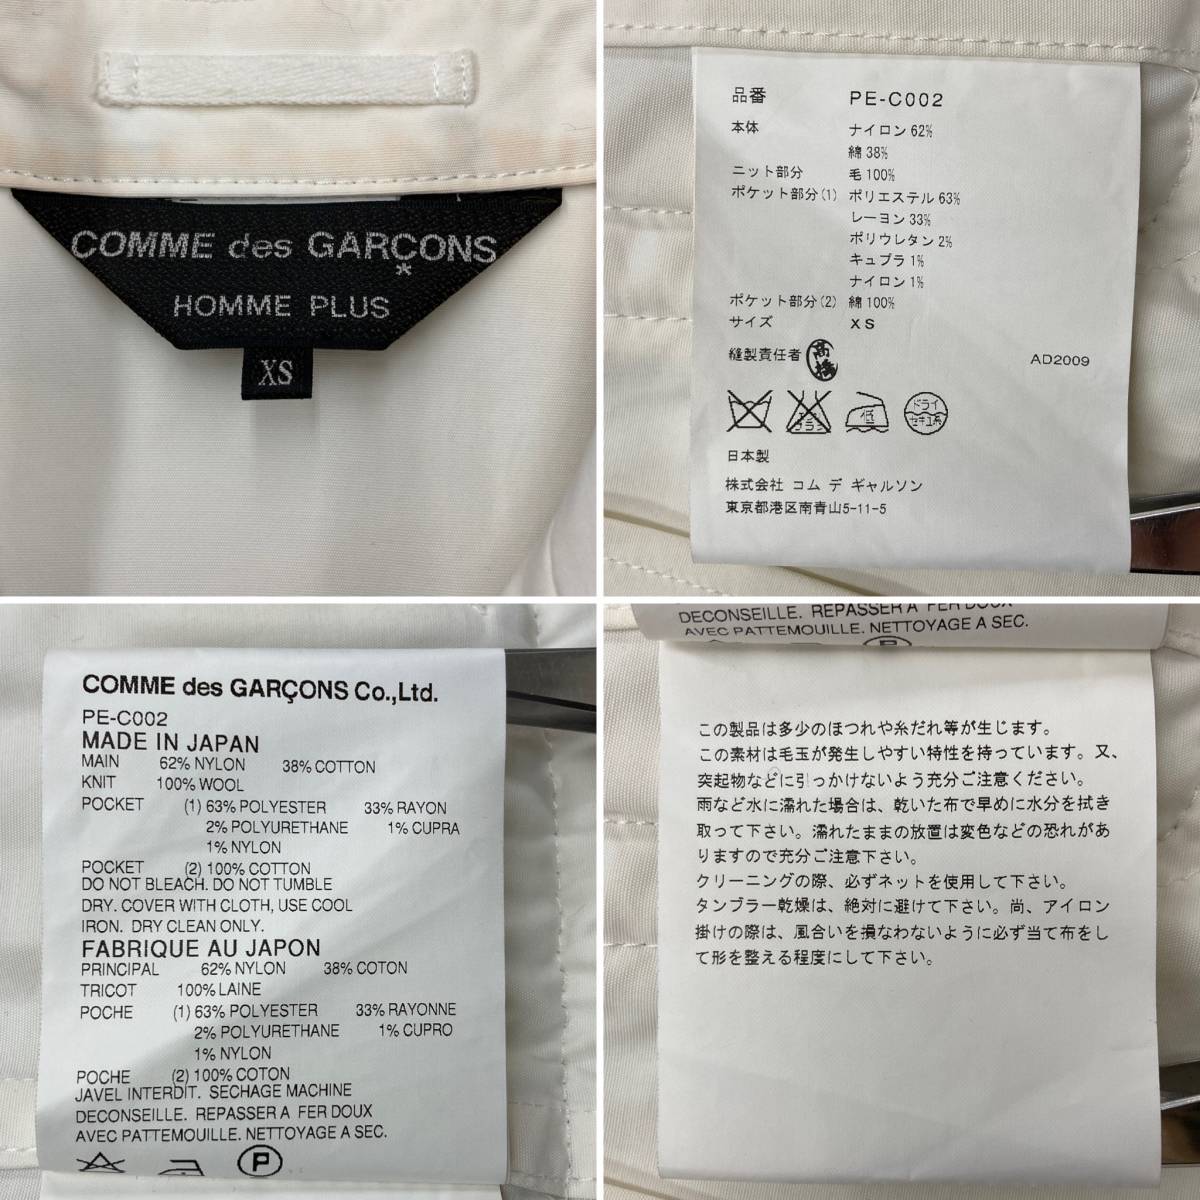 COMME des GARÇONS
*
HOMME PLUS
XS
品番 PE-C002
本体 ナイロン 62%
綿 38%
ニット部分 毛 100%
ポケット部分(1) ポリエステル 63%
レーヨン 33%
ポリウレタン 2%
キュプラ 1%
ナイロン 1%
ポケット部分(2) 綿 100%
サイズ XS
縫製責任者 高橋
AD2009
低
ドライ
セキユ系
日本製
株式会社 コム デ ギャルソン
東京都港区南青山5-11-5
COMME des GARÇONS Co.,Ltd.
PE-C002
MADE IN JAPAN
MAIN 62% NYLON 38% COTTON
KNIT 100% WOOL
POCKET (1) 63% POLYESTER 33% RAYON
2% POLYURETHANE 1% CUPRA
1% NYLON
POCKET (2) 100% COTTON
DO NOT BLEACH. DO NOT TUMBLE
DRY. COVER WITH CLOTH, USE COOL
IRON. DRY CLEAN ONLY.
FABRIQUE AU JAPON
PRINCIPAL 62% NYLON 38% COTON
TRICOT 100% LAINE
POCHE (1) 63% POLYESTER 33% RAYONNE
2% POLYURETHANE 1% CUPRO
1% NYLON
POCHE (2) 100% COTON
JAVEL INTERDIT. SECHAGE MACHINE
DECONSEILLE. REPASSER A FER DOUX
AVEC PATTEMOUILLE. NETTOYAGE A SEC.
P
DECONSEILLE. REPASSER A FER DOUX
AVEC PATTEMOUILLE. NETTOYAGE A SEC.
P
この製品は多少のほつれや糸だれ等が生じます。
この素材は毛玉が発生しやすい特性を持っています。又、
突起物などに引っかけないよう充分ご注意ください。
雨など水に濡れた場合は、乾いた布で早めに水分を拭き
取って下さい。濡れたままの放置は変色などの恐れがあ
りますので充分ご注意下さい。
クリーニングの際、必ずネットを使用して下さい。
タンブラー乾燥は、絶対に避けて下さい。尚、アイロン
掛けの際は、風合いを損なわないように必ず当て布をし
て形を整える程度にして下さい。